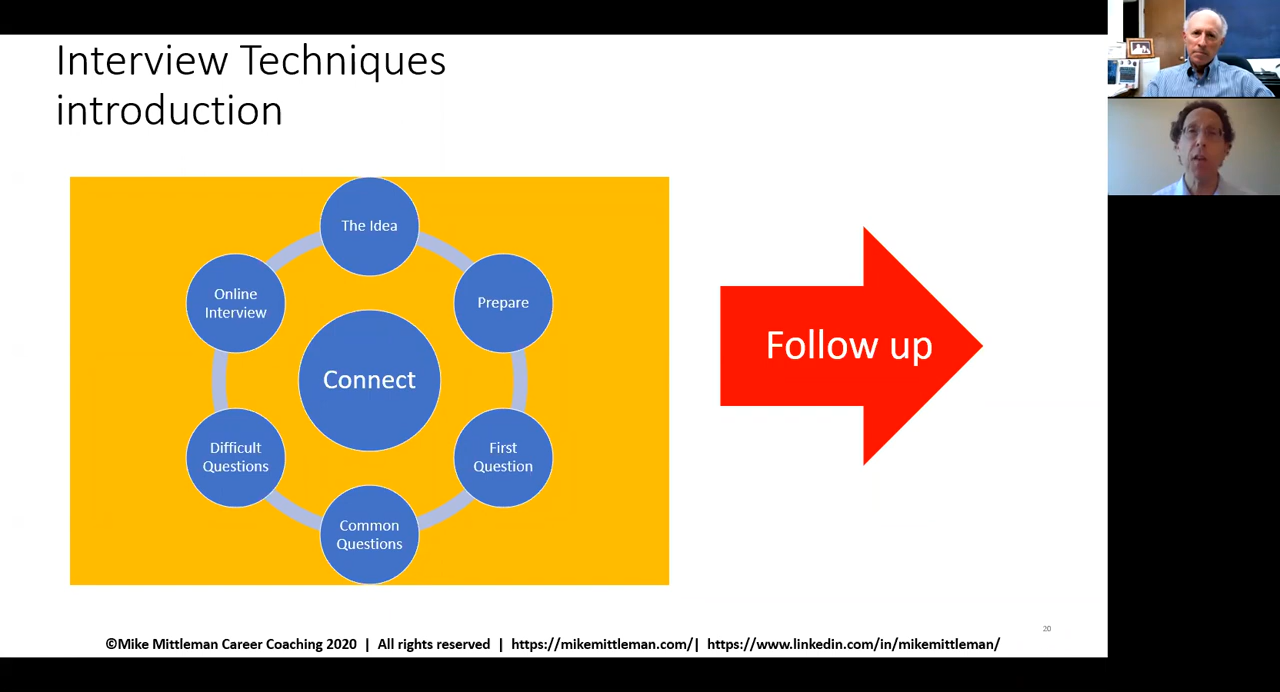 Interview Techniques
introduction
The Idea
Online
Interview
Prepare
Connect
Follow up
Difficult
Questions
First
Question
Common
Questions
20
©Mike Mittleman Career Coaching 2020 | All rights reserved | https://mikemittleman.com/| https://www.linkedin.com/in/mikemittleman/